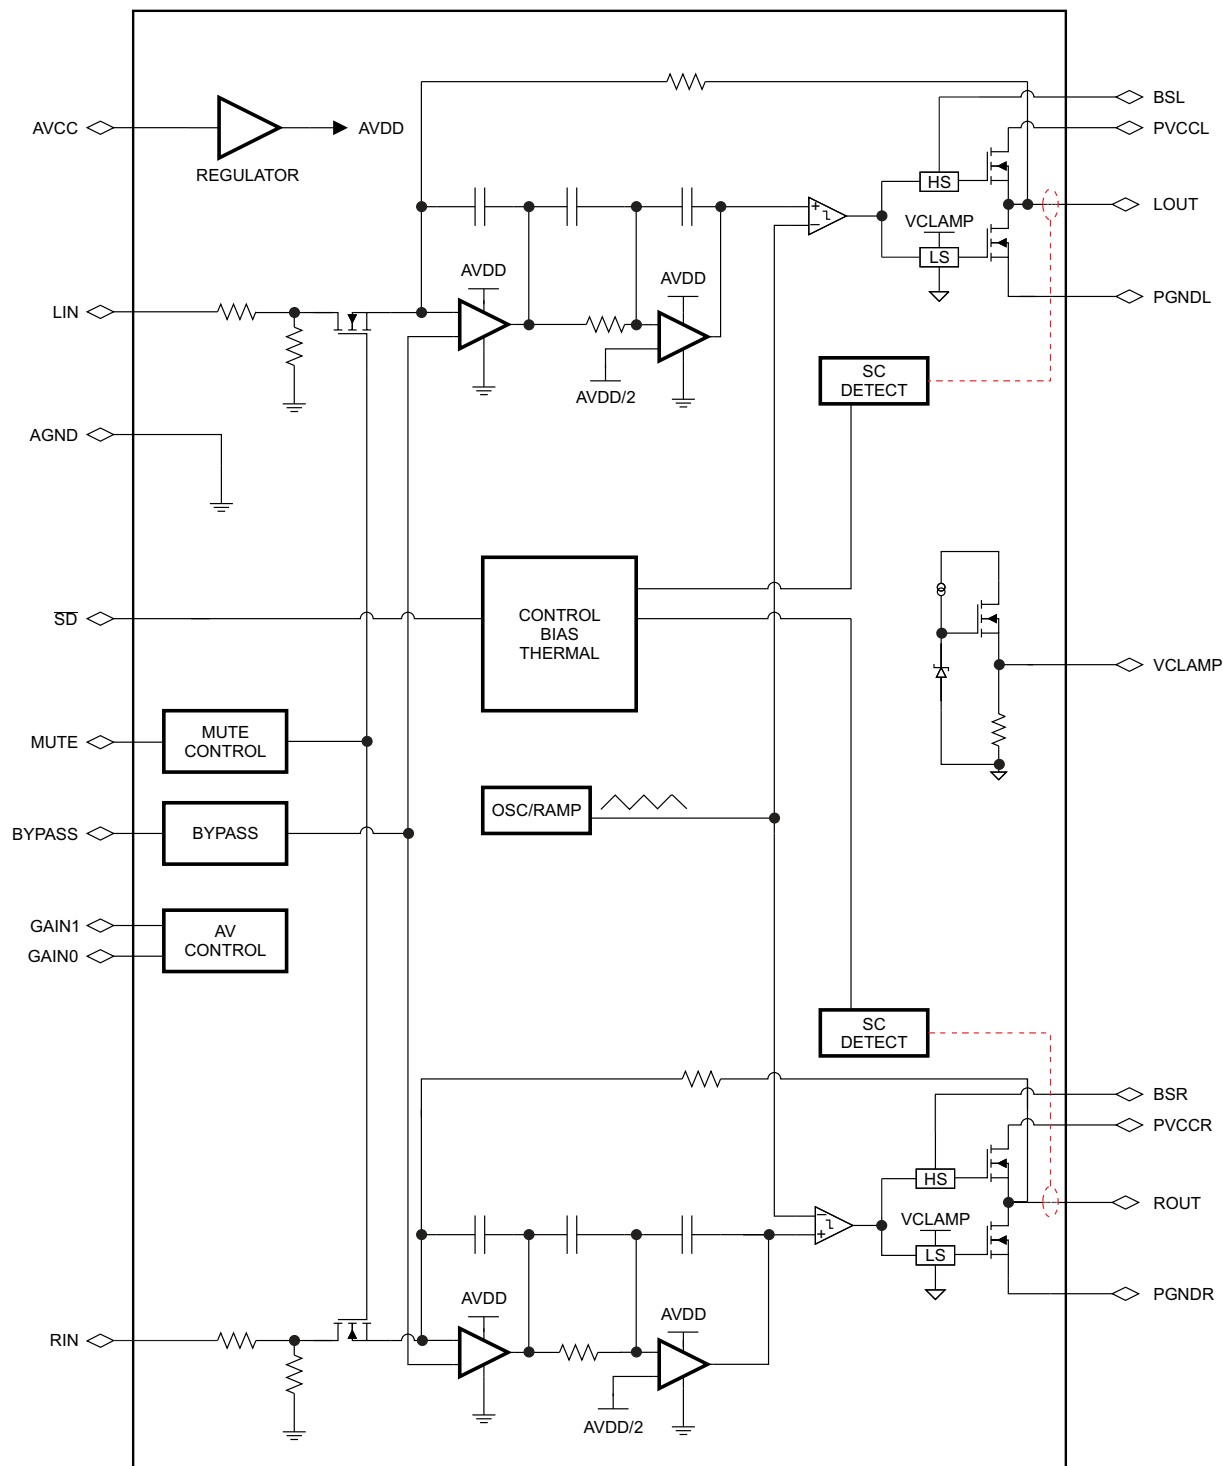 BSL
AVCC
AVDD
PVCCL
REGULATOR
HS
LOUT
VCLAMP
LS
AVDD
AVDD
PGNDL
LIN
SC
DETECT
AVDD/2
AGND
SD
CONTROL
BIAS
THERMAL
VCLAMP
MUTE
MUTE
CONTROL
OSC/RAMP
BYPASS
BYPASS
GAIN1
AV
CONTROL
GAIN0
SC
DETECT
BSR
PVCCR
HS
ROUT
VCLAMP
LS
AVDD
AVDD
PGNDR
RIN
AVDD/2